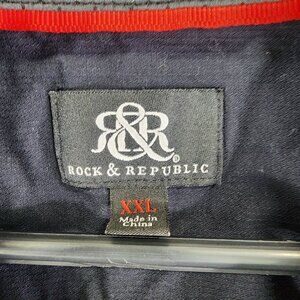 R&R
®
ROCK & REPUBLIC
XXL
Made in
China